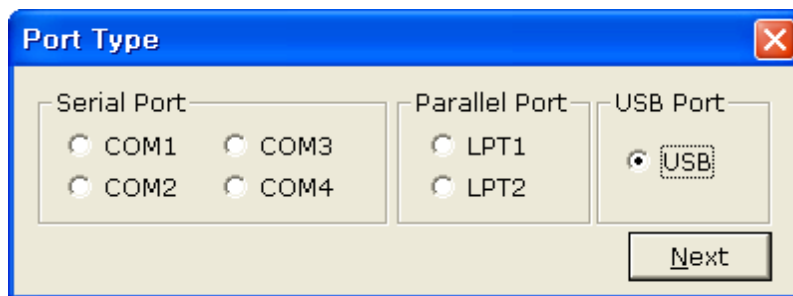 Port Type
Serial Port
COM1 COM3
COM2 COM4
Parallel Port
LPT1
LPT2
USB Port
USB
Next